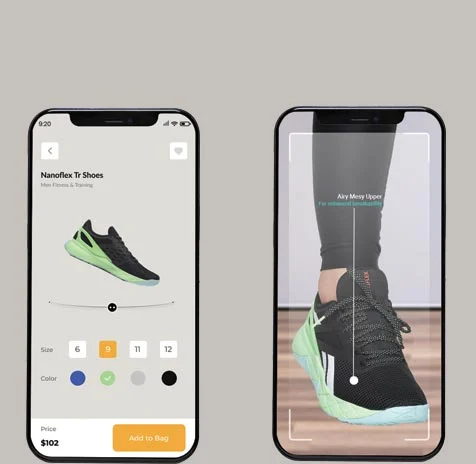 9:20
Nanoflex Tr Shoes
Men Fitness & Training
Size
6
9
11
12
Color
Price
$102
Add to Bag
Airy Mesy Upper
For enhanced breathability